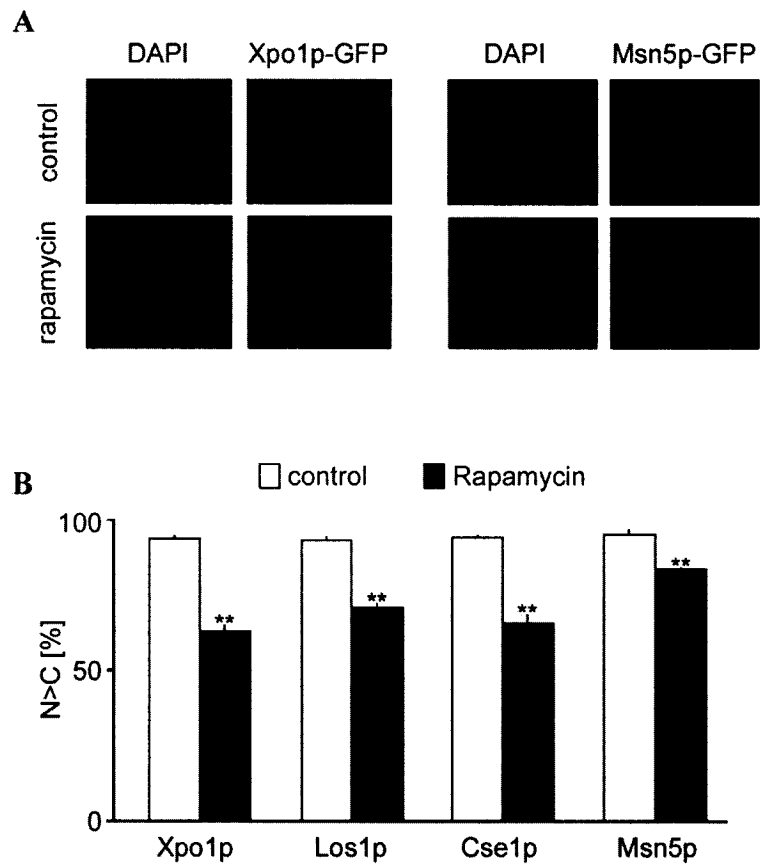 A
DAPI Xpo1p-GFP DAPI Msn5p-GFP
control
rapamycin
B
control Rapamycin
N>C [%]
100
50
0
** ** ** **
Xpo1p Los1p Cse1p Msn5p